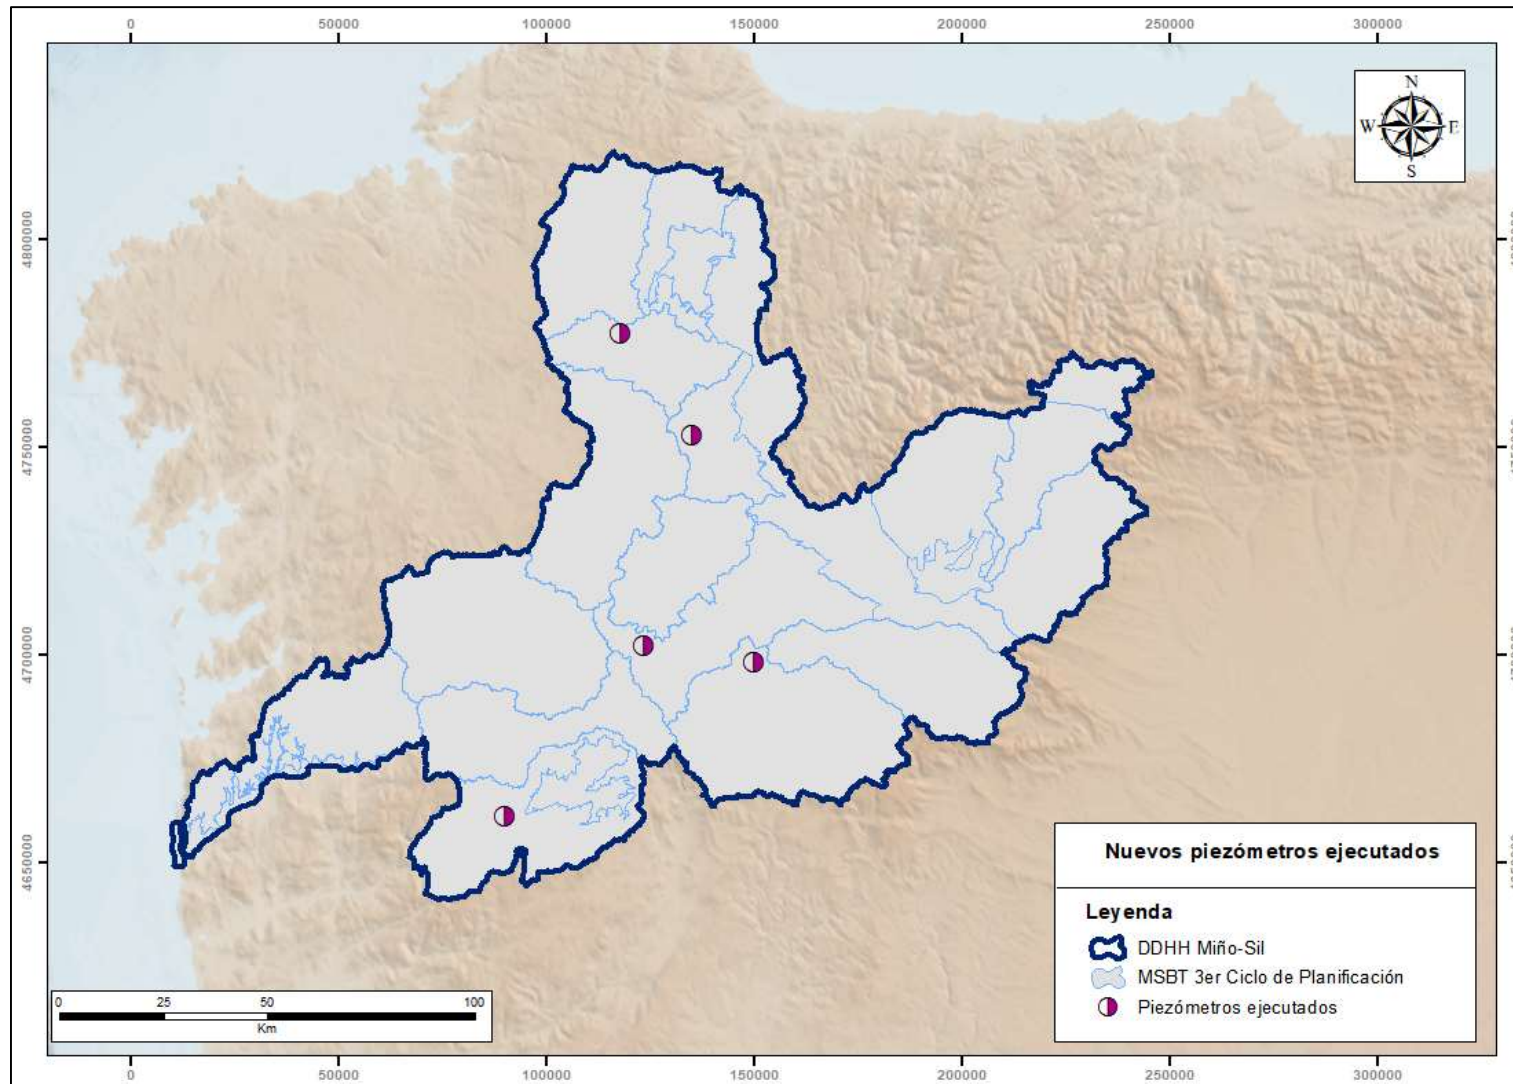 0 50000 100000 150000 200000 250000 300000
N
W E
S
4800000
4750000
4700000
4650000
Nuevos piezómetros ejecutados
Leyenda
DDHH Miño-Sil
MSBT 3er Ciclo de Planificación
Piezómetros ejecutados
0 25 50 100
Km
0 50000 100000 150000 200000 250000 300000